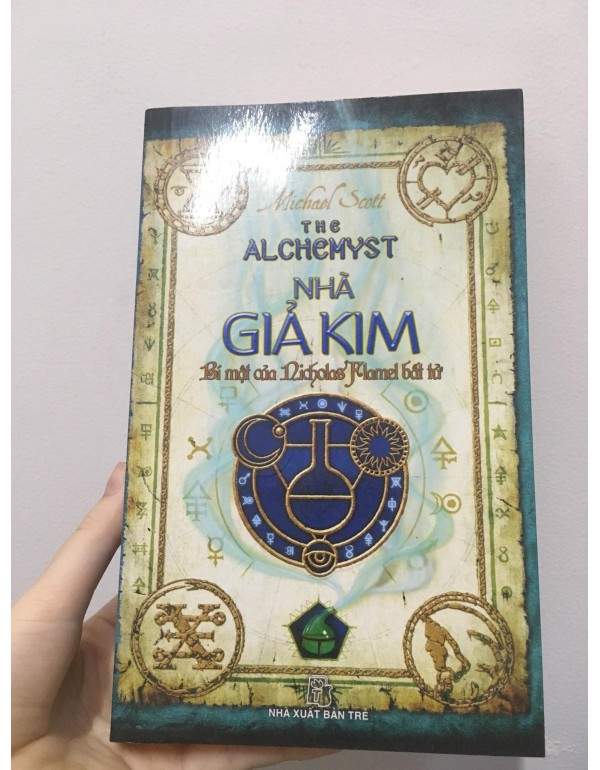 Michael Scott
THE
ALCHEMYST
NHÀ
GIẢ KIM
Bí mật của Nicholas Flamel bất tử
NHÀ XUẤT BẢN TRẺ